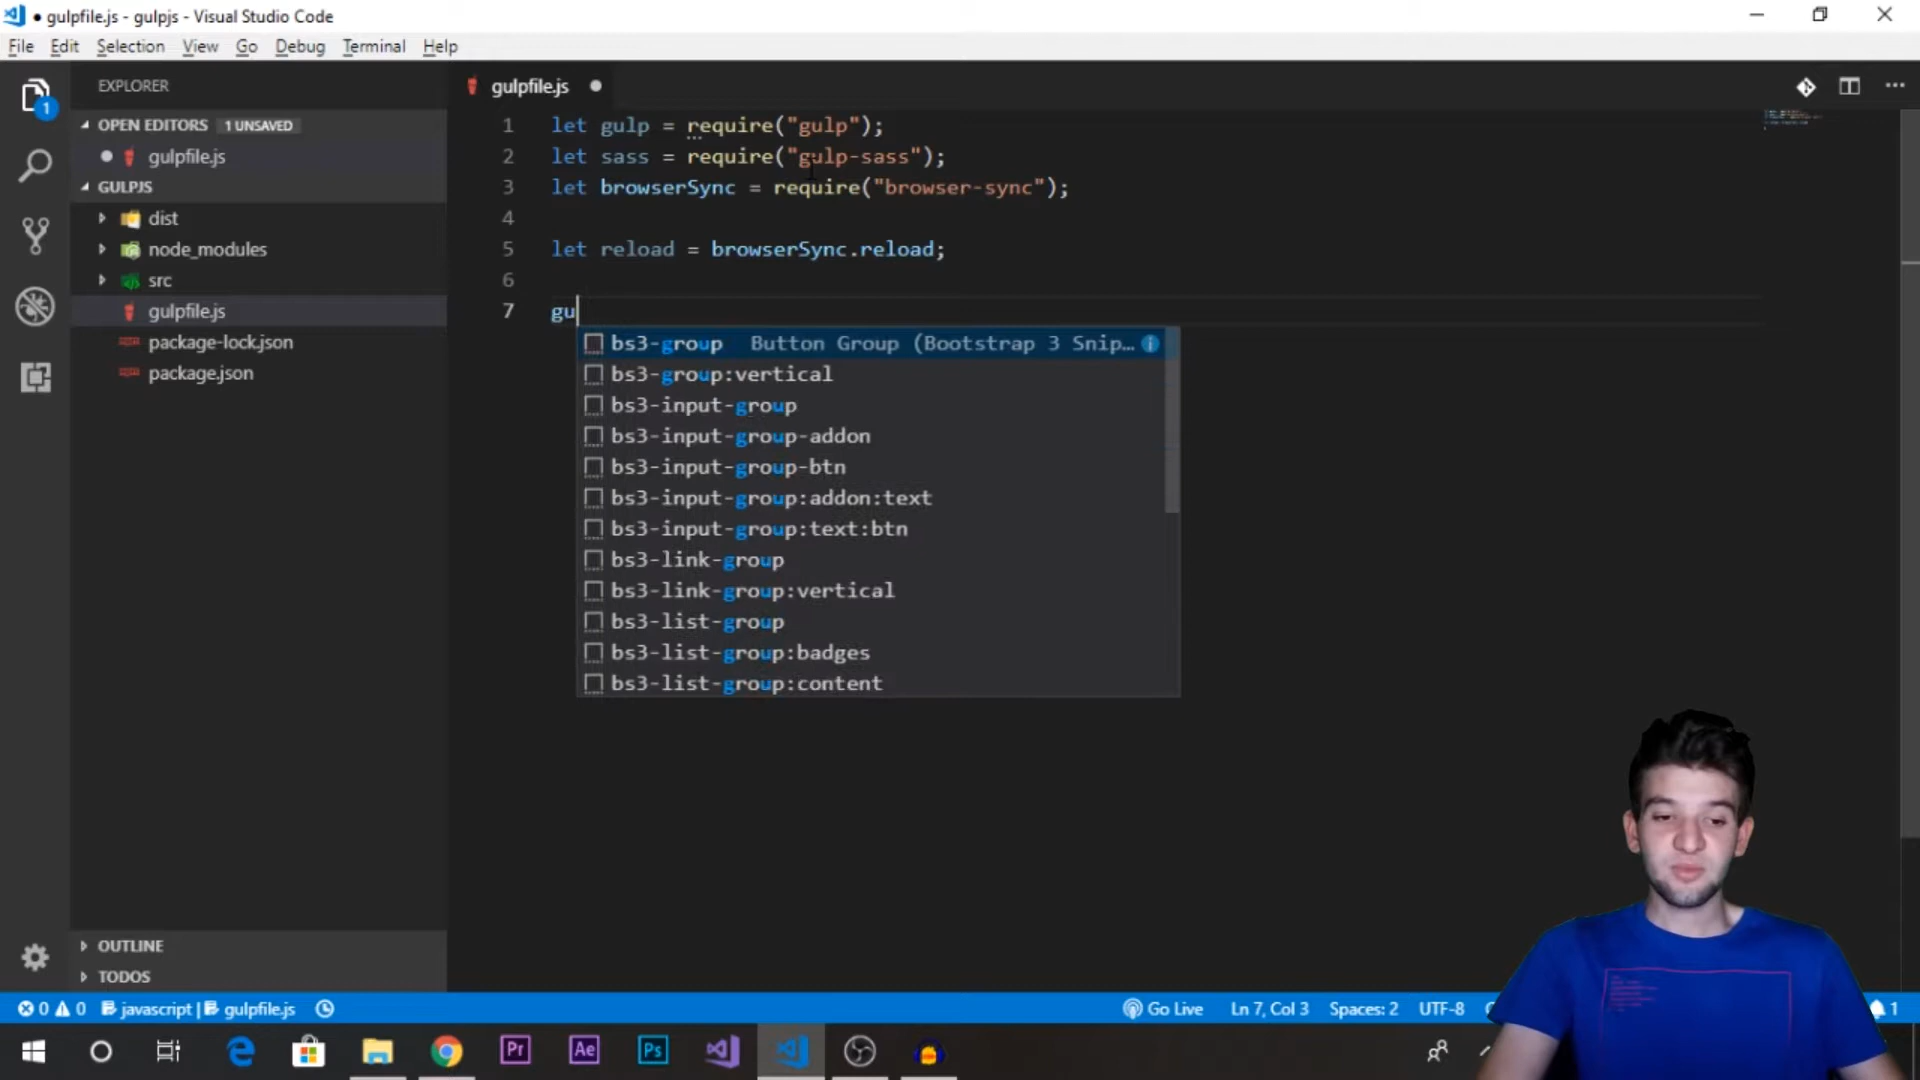 gulpfile.js - gulpjs - Visual Studio Code
File Edit Selection View Go Debug Terminal Help
EXPLORER
gulpfile.js
OPEN EDITORS 1 UNSAVED
gulpfile.js
GULPJS
dist
node_modules
src
gulpfile.js
package-lock.json
package.json
OUTLINE
TODOS
1
1 let gulp = require("gulp");
2 let sass = require("gulp-sass");
3 let browserSync = require("browser-sync");
4
5 let reload = browserSync.reload;
6
7 gu
bs3-group Button Group (Bootstrap 3 Snip…
bs3-group:vertical
bs3-input-group
bs3-input-group-addon
bs3-input-group-btn
bs3-input-group:addon:text
bs3-input-group:text:btn
bs3-link-group
bs3-link-group:vertical
bs3-list-group
bs3-list-group:badges
bs3-list-group:content
0 0 javascript | gulpfile.js Go Live Ln 7, Col 3 Spaces: 2 UTF-8 1
Pr Ae Ps